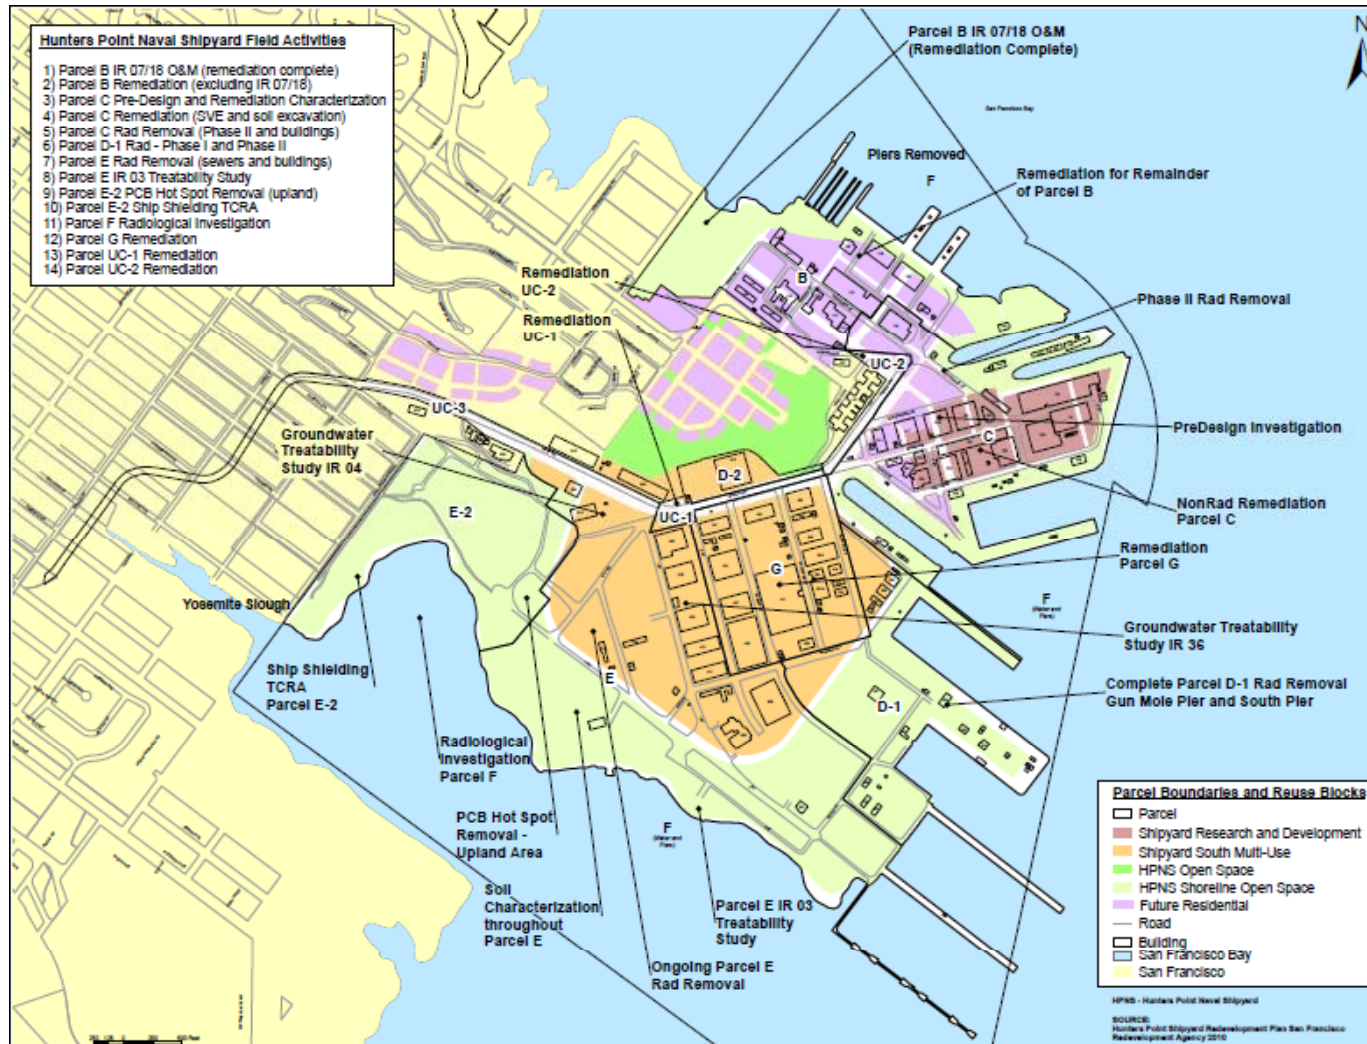 Hunters Point Naval Shipyard Field Activities
1) Parcel B IR 07/18 O&M (remediation complete)
2) Parcel B Remediation (excluding IR 07/18)
3) Parcel C Pre-Design and Remediation Characterization
4) Parcel C Remediation (SVE and soil excavation)
5) Parcel C Rad Removal (Phase II and buildings)
6) Parcel D-1 Rad - Phase I and Phase II
7) Parcel E Rad Removal (sewers and buildings)
8) Parcel E IR 03 Treatability Study
9) Parcel E-2 PCB Hot Spot Removal (upland)
10) Parcel E-2 Ship Shielding TCRA
11) Parcel F Radiological Investigation
12) Parcel G Remediation
13) Parcel UC-1 Remediation
14) Parcel UC-2 Remediation
Parcel B IR 07/18 O&M
(Remediation Complete)
N
San Francisco Bay
Piers Removed
F
Remediation for Remainder
of Parcel B
Remediation
UC-2
B
Phase II Rad Removal
Remediation
UC-1
UC-2
UC-3
PreDesign Investigation
C
Groundwater
Treatability
Study IR 04
D-2
NonRad Remediation
Parcel C
E-2
UC-1
Remediation
Parcel G
G
Yosemite Slough
F
(Water and
Piers)
Groundwater Treatability
Study IR 36
Ship Shielding
TCRA
Parcel E-2
E
D-1
Complete Parcel D-1 Rad Removal
Gun Mole Pier and South Pier
Radiological
Investigation
Parcel F
PCB Hot Spot
Removal -
Upland Area
F
(Water and
Piers)
Soil
Characterization
throughout
Parcel E
Parcel E IR 03
Treatability
Study
Ongoing Parcel E
Rad Removal
Parcel Boundaries and Reuse Blocks
Parcel
Shipyard Research and Development
Shipyard South Multi-Use
HPNS Open Space
HPNS Shoreline Open Space
Future Residential
Road
Building
San Francisco Bay
San Francisco
HPNS - Hunters Point Naval Shipyard
SOURCE:
Hunters Point Shipyard Redevelopment Plan San Francisco
Redevelopment Agency 2010